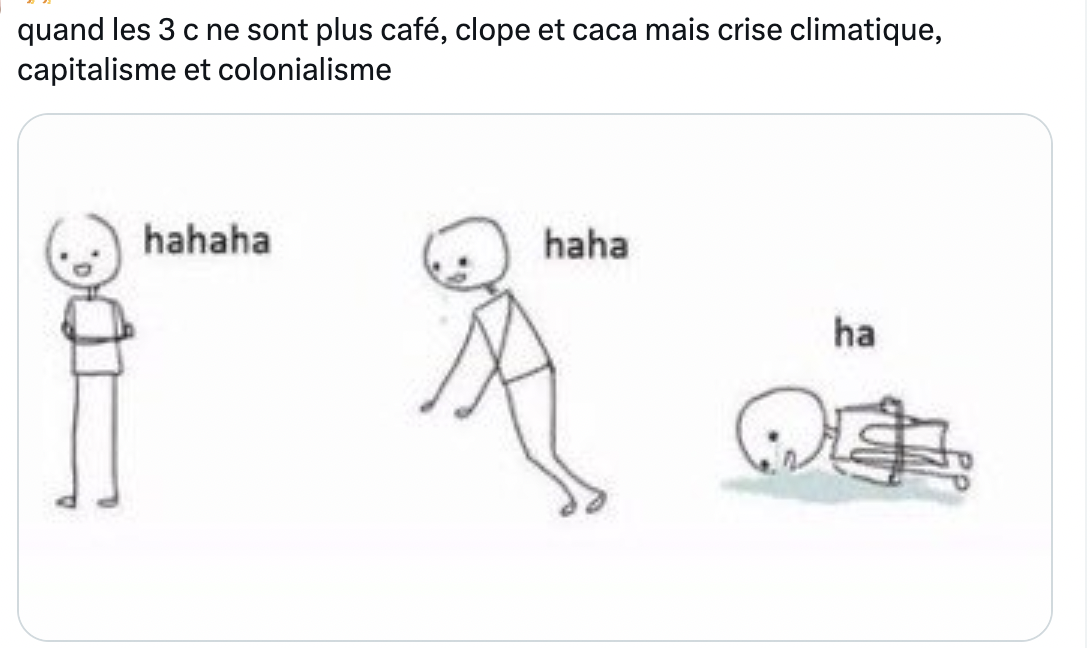 quand les 3 c ne sont plus café, clope et caca mais crise climatique,
capitalisme et colonialisme
hahaha
haha
ha